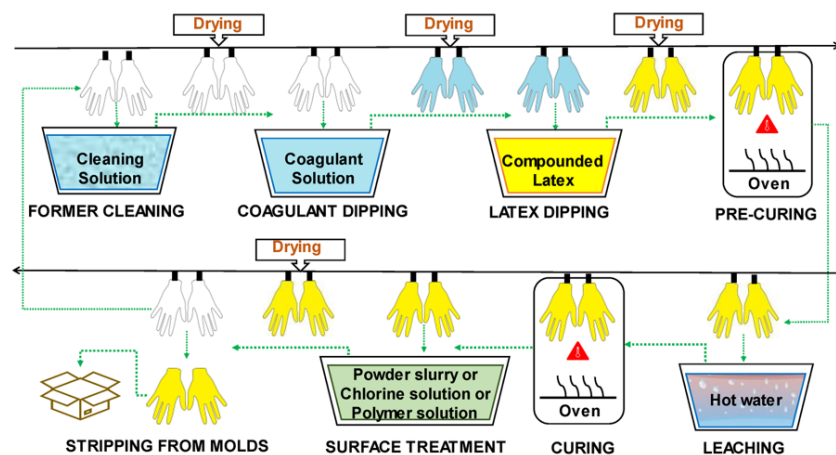 Drying
Drying
Drying
Cleaning
Solution
Coagulant
Solution
Compounded
Latex
Oven
FORMER CLEANING
COAGULANT DIPPING
LATEX DIPPING
PRE-CURING
Drying
Powder slurry or
Chlorine solution or
Polymer solution
Oven
Hot water
STRIPPING FROM MOLDS
SURFACE TREATMENT
CURING
LEACHING